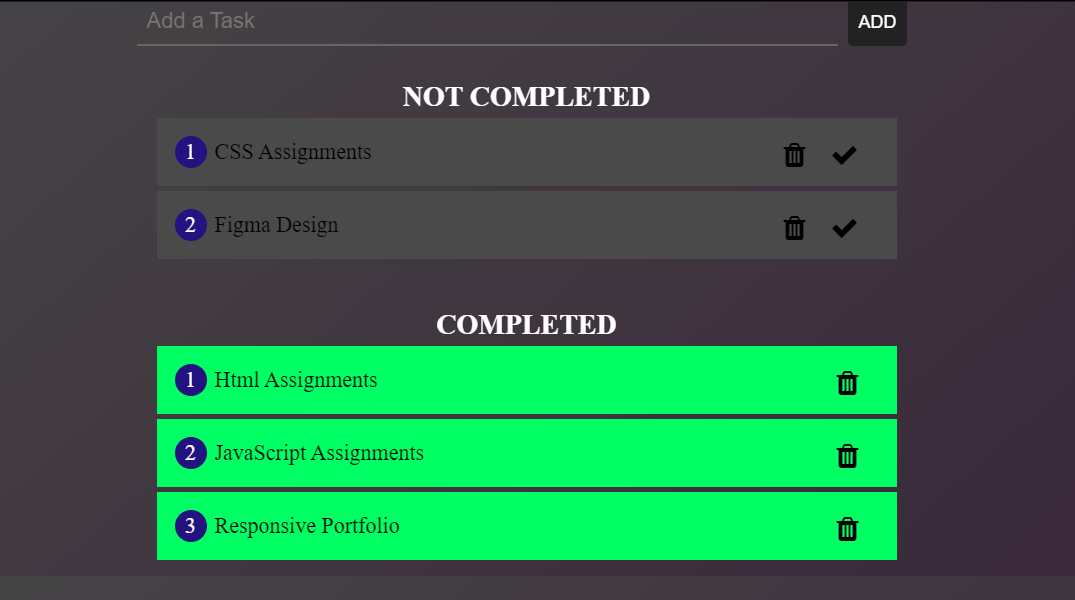 Add a Task
ADD
NOT COMPLETED
1 CSS Assignments
2 Figma Design
COMPLETED
1 Html Assignments
2 JavaScript Assignments
3 Responsive Portfolio